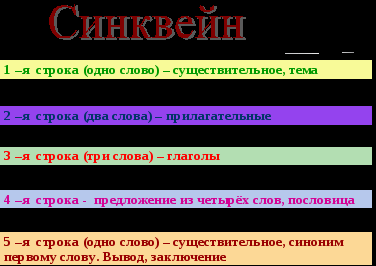 Синквейн
1 –я строка (одно слово) – существительное, тема
2 –я строка (два слова) – прилагательные
3 –я строка (три слова) – глаголы
4 –я строка - предложение из четырёх слов, пословица
5 –я строка (одно слово) – существительное, синоним
первому слову. Вывод, заключение